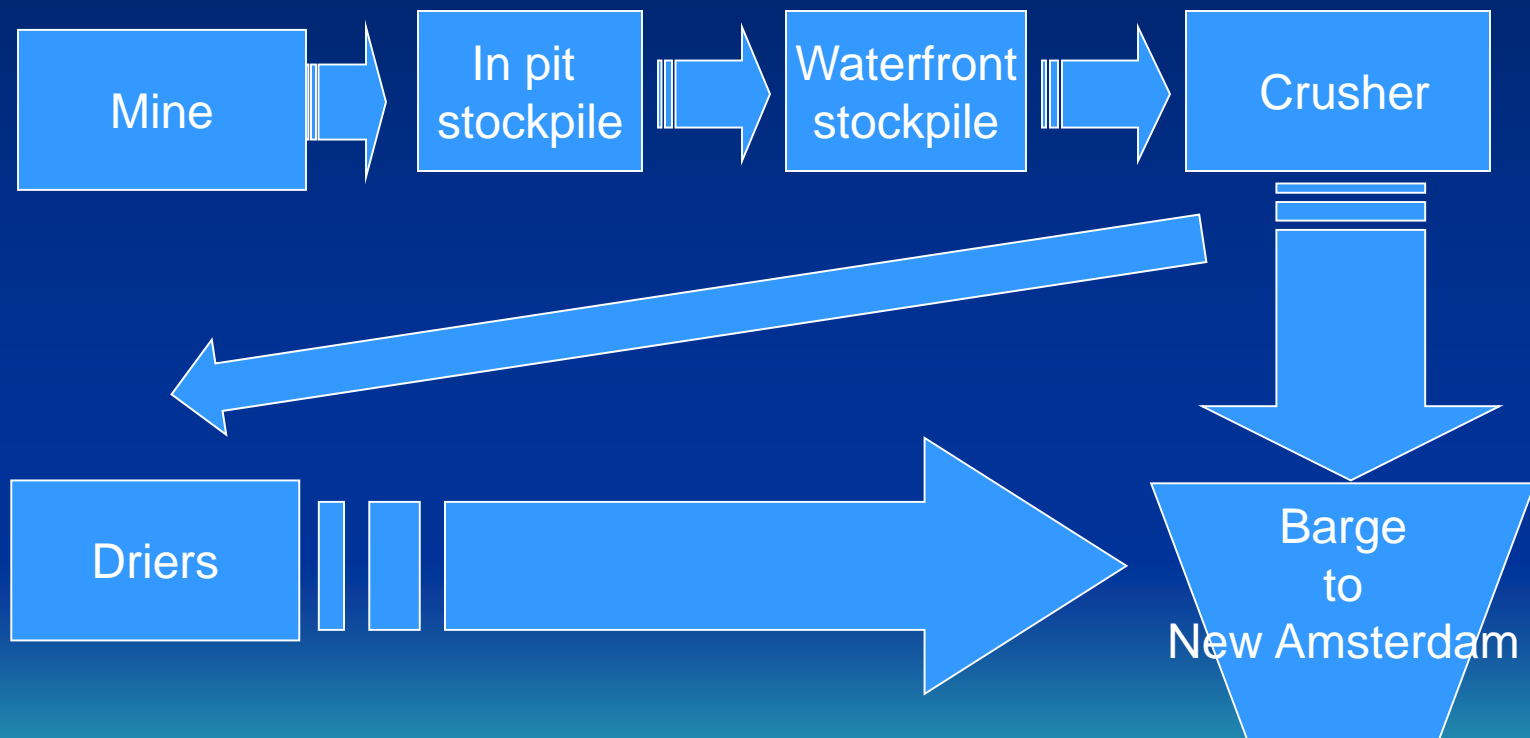 Mine
In pit
stockpile
Waterfront
stockpile
Crusher
Driers
Barge
to
New Amsterdam